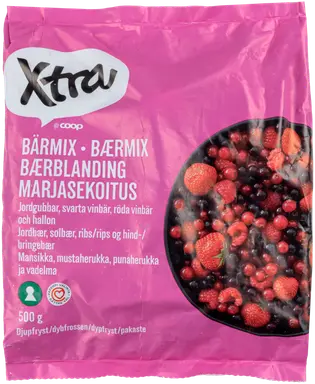 Xtra
coop
BÄRMIX • BÆRMIX
BÆRBLANDING
MARJASEKOITUS
Jordgubbar, svarta vinbär, röda vinbär
och hallon
Jordbær, solbær, ribs/rips og hind-/
bringebær
Mansikka, mustaherukka, punaherukka
ja vadelma
500 g
Djupfryst/dybfrossen/dypfryst/pakaste